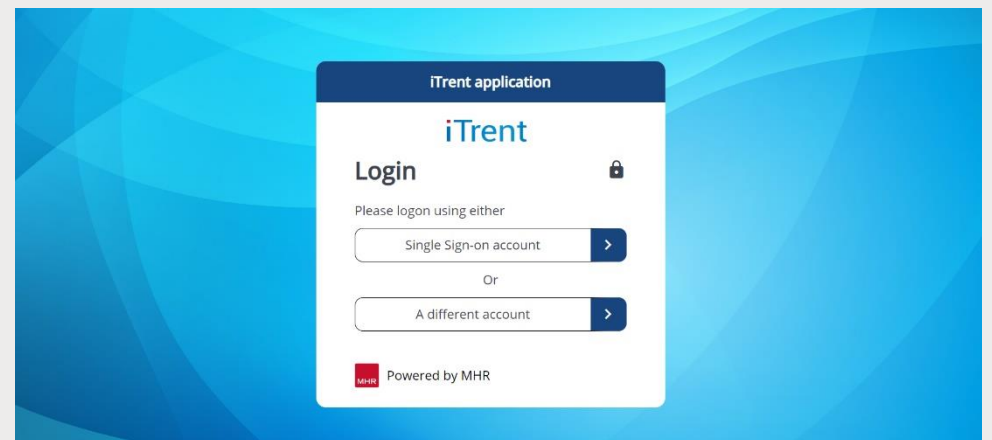 iTrent application
iTrent
Login
Please logon using either
Single Sign-on account
Or
A different account
MHR Powered by MHR